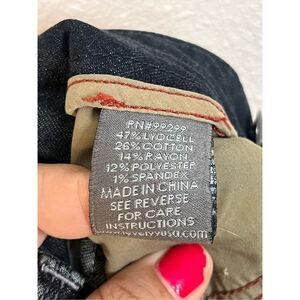 RN#99299
47% LYOCELL
26% COTTON
14% RAYON
12% POLYESTER
1% SPANDEX
MADE IN CHINA
SEE REVERSE
FOR CARE
INSTRUCTIONS